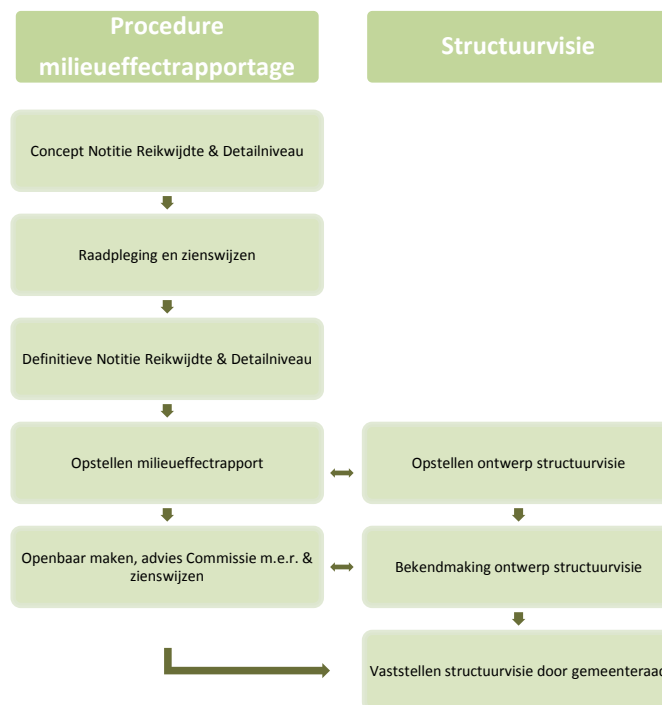 Procedure
milieueffectrapportage
Structuurvisie
Concept Notitie Reikwijdte & Detailniveau
Raadpleging en zienswijzen
Definitieve Notitie Reikwijdte & Detailniveau
Opstellen milieueffectrapport
Opstellen ontwerp structuurvisie
Openbaar maken, advies Commissie m.e.r. &
zienswijzen
Bekendmaking ontwerp structuurvisie
Vaststellen structuurvisie door gemeenteraad